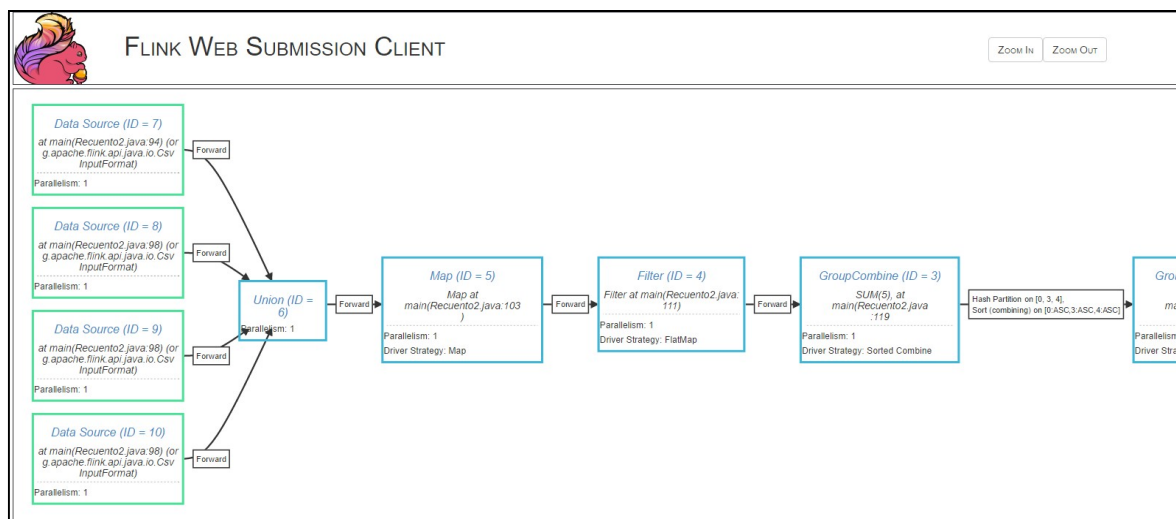 FLINK WEB SUBMISSION CLIENT
ZOOM IN
ZOOM OUT
Data Source (ID = 7)
at main(Recuento2.java:94) (or
g.apache.flink.api.java.io.Csv
InputFormat)
Parallelism: 1
Forward
Data Source (ID = 8)
at main(Recuento2.java:98) (or
g.apache.flink.api.java.io.Csv
InputFormat)
Parallelism: 1
Forward
Data Source (ID = 9)
at main(Recuento2.java:98) (or
g.apache.flink.api.java.io.Csv
InputFormat)
Parallelism: 1
Forward
Data Source (ID = 10)
at main(Recuento2.java:98) (or
g.apache.flink.api.java.io.Csv
InputFormat)
Parallelism: 1
Forward
Union (ID =
6)
Parallelism: 1
Forward
Map (ID = 5)
Map at
main(Recuento2.java:103
)
Parallelism: 1
Driver Strategy: Map
Forward
Filter (ID = 4)
Filter at main(Recuento2.java:
111)
Parallelism: 1
Driver Strategy: FlatMap
Forward
GroupCombine (ID = 3)
SUM(5), at
main(Recuento2.java
:119
Parallelism: 1
Driver Strategy: Sorted Combine
Hash Partition on [0, 3, 4],
Sort (combining) on [0:ASC,3:ASC,4:ASC]
Grou
ma
Parallelism
Driver Stra